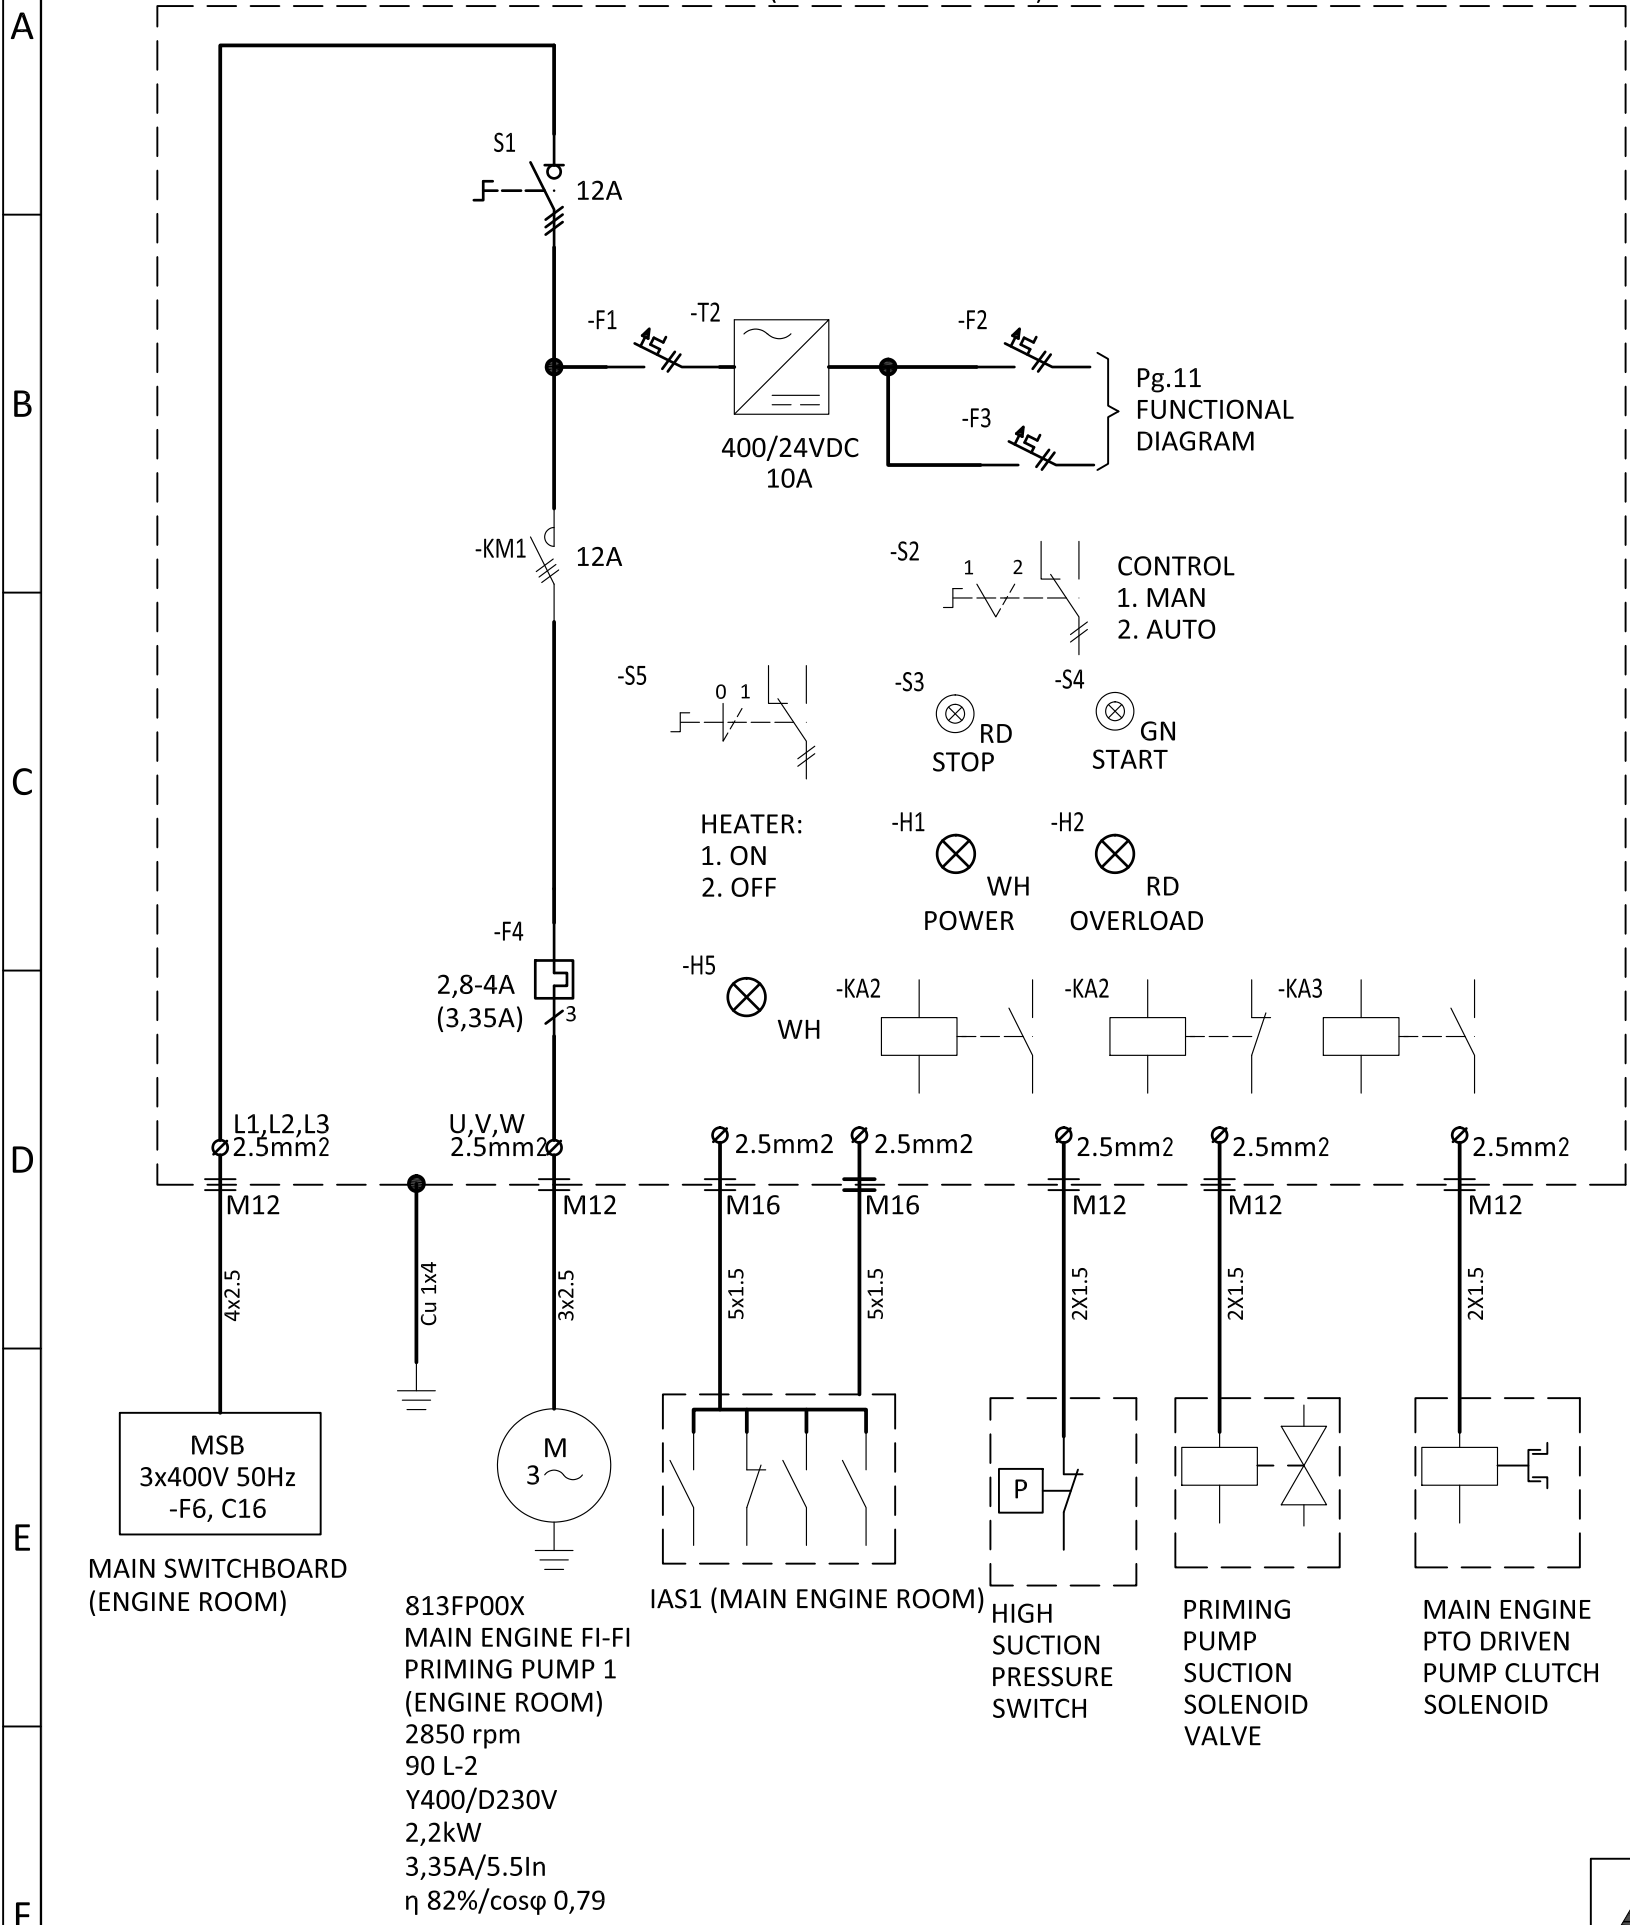 A
S1
12A
-F1
-T2
-F2
B
Pg.11
FUNCTIONAL
DIAGRAM
-F3
400/24VDC
10A
-KM1
12A
-S2
1 2
CONTROL
1. MAN
2. AUTO
-S5
0 1
-S3
RD
STOP
-S4
GN
START
C
HEATER:
1. ON
2. OFF
-H1
WH
POWER
-H2
RD
OVERLOAD
-F4
2,8-4A
(3,35A)
3
-H5
WH
-KA2
-KA2
-KA3
D
L1,L2,L3
2.5mm2
U,V,W
2.5mm2
2.5mm2
2.5mm2
2.5mm2
2.5mm2
2.5mm2
M12
M12
M16
M16
M12
M12
M12
4x2.5
Cu 1x4
3x2.5
5x1.5
5x1.5
2X1.5
2X1.5
2X1.5
E
MSB
3x400V 50Hz
-F6, C16
MAIN SWITCHBOARD
(ENGINE ROOM)
M
3
813FP00X
MAIN ENGINE FI-FI
PRIMING PUMP 1
(ENGINE ROOM)
2850 rpm
90 L-2
Y400/D230V
2,2kW
3,35A/5.5In
η 82%/cosφ 0,79
IAS1 (MAIN ENGINE ROOM)
P
HIGH
SUCTION
PRESSURE
SWITCH
PRIMING
PUMP
SUCTION
SOLENOID
VALVE
MAIN ENGINE
PTO DRIVEN
PUMP CLUTCH
SOLENOID
F